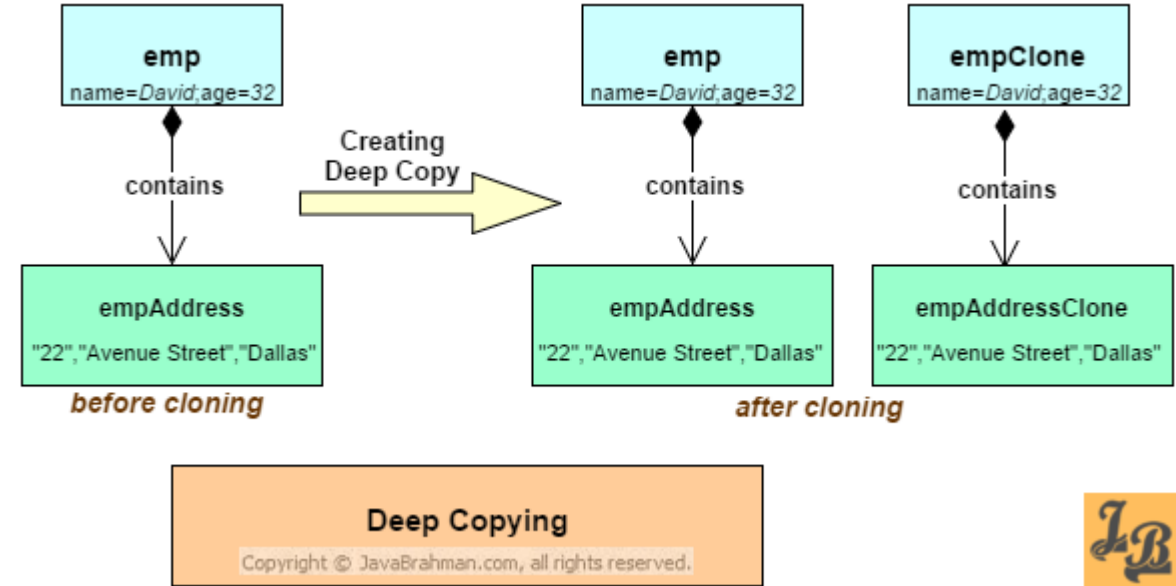 emp
name=David;age=32
contains
empAddress
"22","Avenue Street","Dallas"
before cloning
Creating
Deep Copy
emp
name=David;age=32
contains
empAddress
"22","Avenue Street","Dallas"
empClone
name=David;age=32
contains
empAddressClone
"22","Avenue Street","Dallas"
after cloning
Deep Copying
Copyright © JavaBrahman.com, all rights reserved.
JB